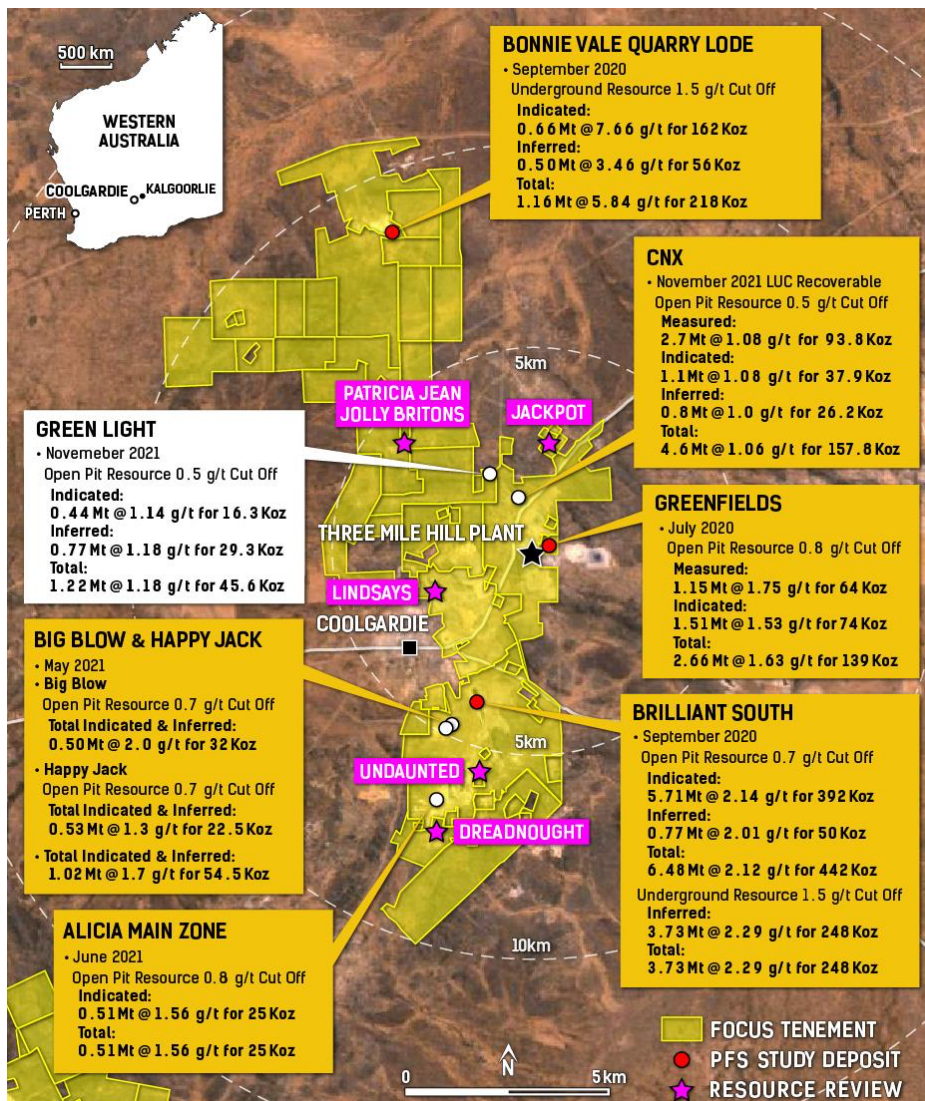 500 km
WESTERN
AUSTRALIA
COOLGARDIE
KALGOORLIE
PERTH
BONNIE VALE QUARRY LODE
• September 2020
Underground Resource 1.5 g/t Cut Off
Indicated:
0.66 Mt @ 7.66 g/t for 162 Koz
Inferred:
0.50 Mt @ 3.46 g/t for 56 Koz
Total:
1.16 Mt @ 5.84 g/t for 218 Koz
CNX
• November 2021 LUC Recoverable
Open Pit Resource 0.5 g/t Cut Off
Measured:
2.7 Mt @ 1.08 g/t for 93.8 Koz
Indicated:
1.1 Mt @ 1.08 g/t for 37.9 Koz
Inferred:
0.8 Mt @ 1.0 g/t for 26.2 Koz
Total:
4.6 Mt @ 1.06 g/t for 157.8 Koz
5km
PATRICIA JEAN
JOLLY BRITONS
JACKPOT
GREEN LIGHT
• Novemeber 2021
Open Pit Resource 0.5 g/t Cut Off
Indicated:
0.44 Mt @ 1.14 g/t for 16.3 Koz
Inferred:
0.77 Mt @ 1.18 g/t for 29.3 Koz
Total:
1.22 Mt @ 1.18 g/t for 45.6 Koz
THREE MILE HILL PLANT
GREENFIELDS
• July 2020
Open Pit Resource 0.8 g/t Cut Off
Measured:
1.15 Mt @ 1.75 g/t for 64 Koz
Indicated:
1.51 Mt @ 1.53 g/t for 74 Koz
Total:
2.66 Mt @ 1.63 g/t for 139 Koz
LINDSAYS
COOLGARDIE
BIG BLOW & HAPPY JACK
• May 2021
• Big Blow
Open Pit Resource 0.7 g/t Cut Off
Total Indicated & Inferred:
0.50 Mt @ 2.0 g/t for 32 Koz
• Happy Jack
Open Pit Resource 0.7 g/t Cut Off
Total Indicated & Inferred:
0.53 Mt @ 1.3 g/t for 22.5 Koz
• Total Indicated & Inferred:
1.02 Mt @ 1.7 g/t for 54.5 Koz
BRILLIANT SOUTH
• September 2020
Open Pit Resource 0.7 g/t Cut Off
Indicated:
5.71 Mt @ 2.14 g/t for 392 Koz
Inferred:
0.77 Mt @ 2.01 g/t for 50 Koz
Total:
6.48 Mt @ 2.12 g/t for 442 Koz
Underground Resource 1.5 g/t Cut Off
Inferred:
3.73 Mt @ 2.29 g/t for 248 Koz
Total:
3.73 Mt @ 2.29 g/t for 248 Koz
5km
UNDAUNTED
DREADNOUGHT
ALICIA MAIN ZONE
• June 2021
Open Pit Resource 0.8 g/t Cut Off
Indicated:
0.51 Mt @ 1.56 g/t for 25 Koz
Total:
0.51 Mt @ 1.56 g/t for 25 Koz
10km
FOCUS TENEMENT
PFS STUDY DEPOSIT
RESOURCE REVIEW
N
0
5km